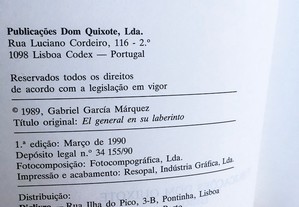 Publicações Dom Quixote, Lda.
Rua Luciano Cordeiro, 116 - 2.º
1098 Lisboa Codex — Portugal
Reservados todos os direitos
de acordo com a legislação em vigor
© 1989, Gabriel García Márquez
Título original: El general en su laberinto
1.ª edição: Março de 1990
Depósito legal n.º 34 155/90
Fotocomposição: Fotocompográfica, Lda.
Impressão e acabamento: Resopal, Indústria Gráfica, Lda.
Distribuição:
— Rua Ilha do Pico, 3-B, Pontinha, Lisboa